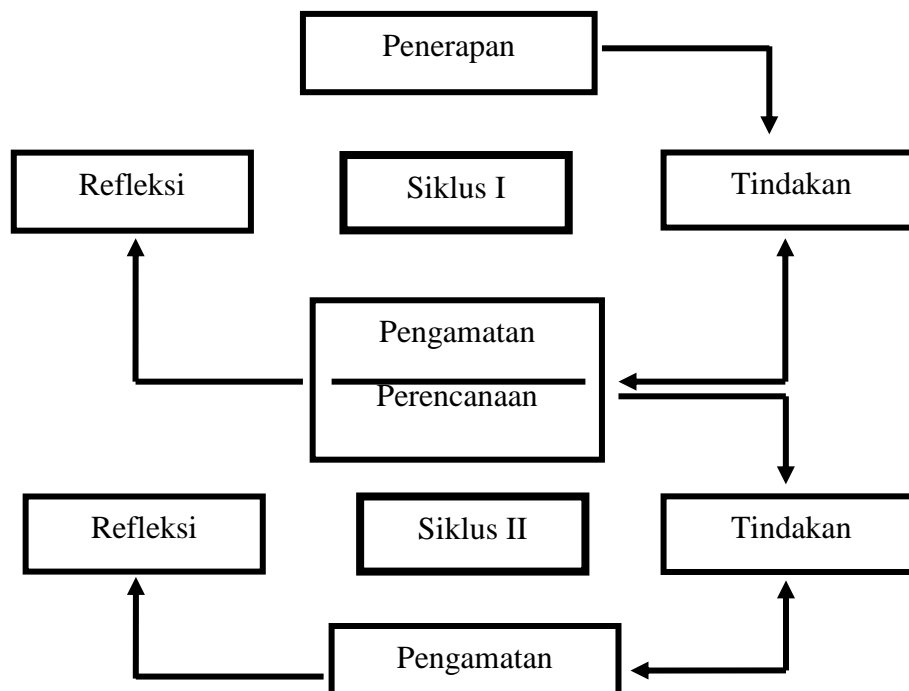 Penerapan
Refleksi
Siklus I
Tindakan
Pengamatan
Perencanaan
Refleksi
Siklus II
Tindakan
Pengamatan